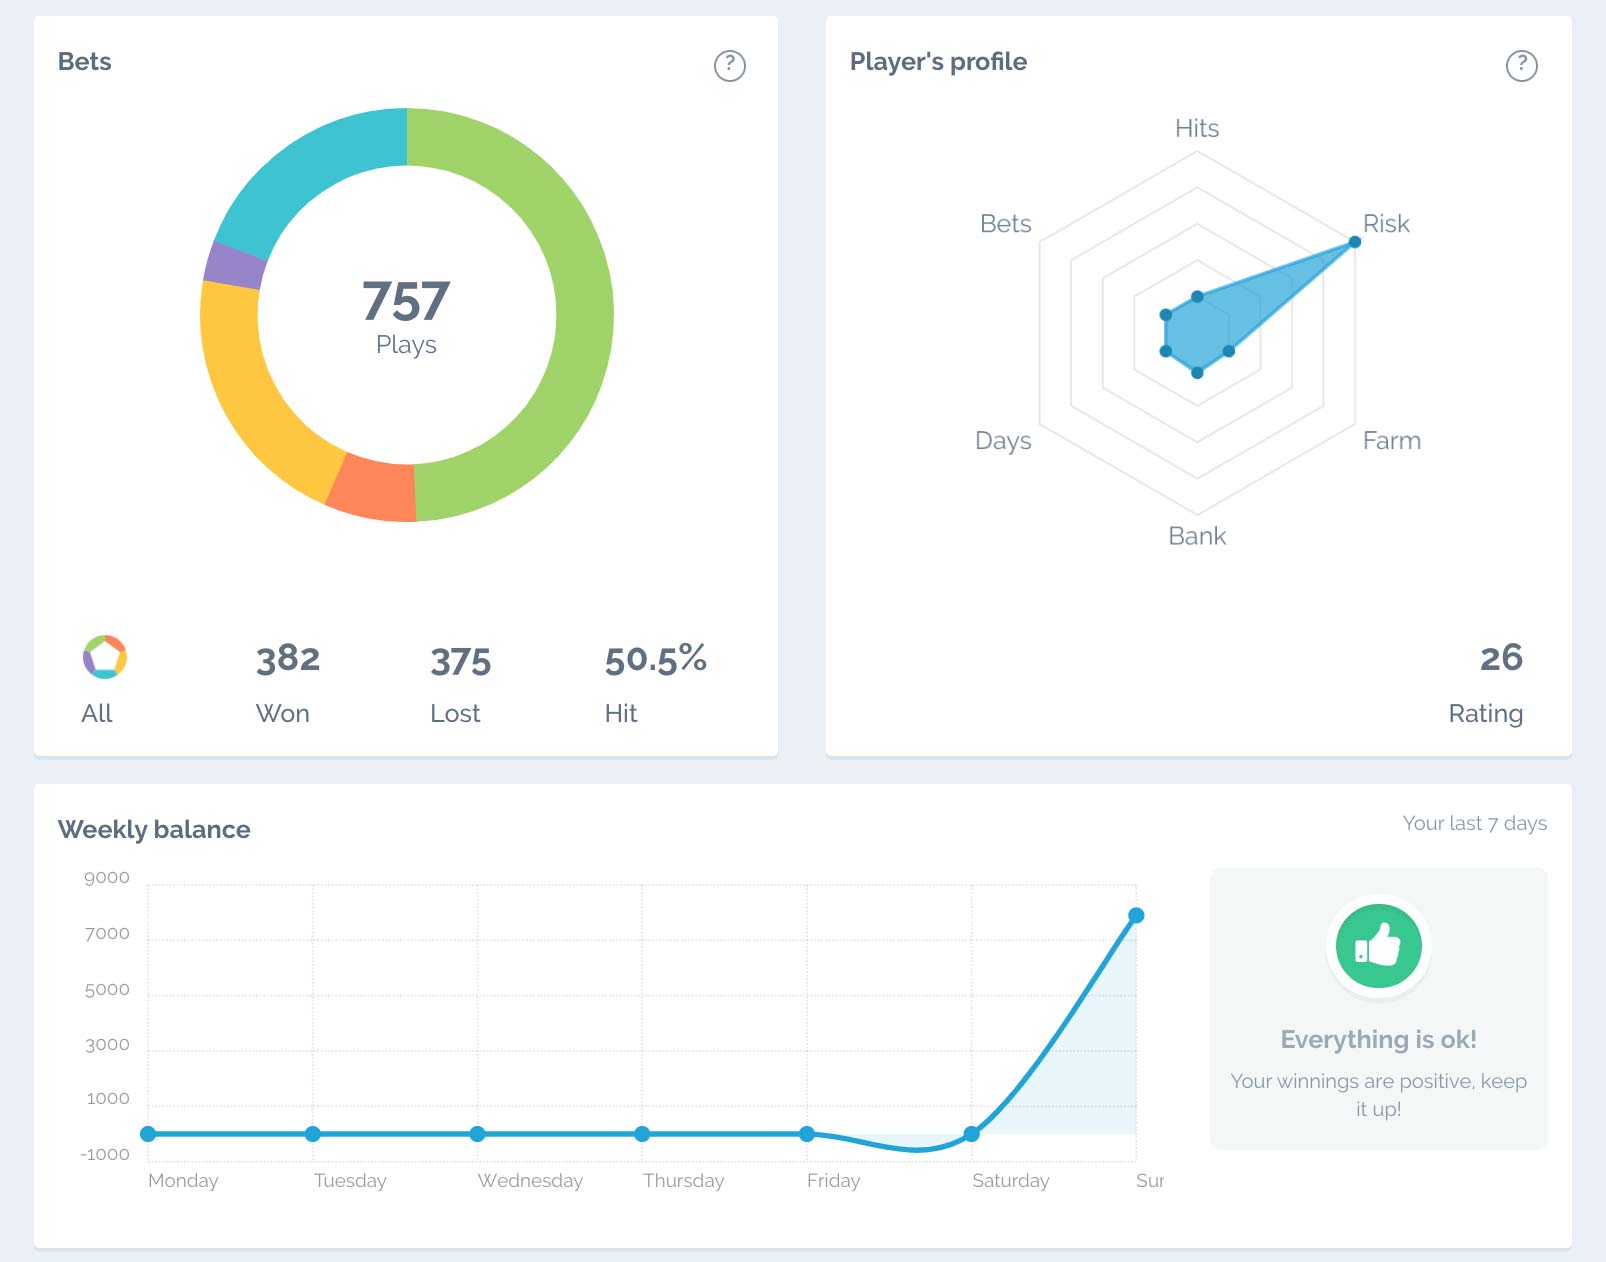 Bets
?
757
Plays
382
375
50.5%
All
Won
Lost
Hit
Player's profile
?
Hits
Bets
Risk
Days
Farm
Bank
26
Rating
Weekly balance
Your last 7 days
9000
7000
5000
3000
1000
-1000
Monday
Tuesday
Wednesday
Thursday
Friday
Saturday
Sur
Everything is ok!
Your winnings are positive, keep
it up!